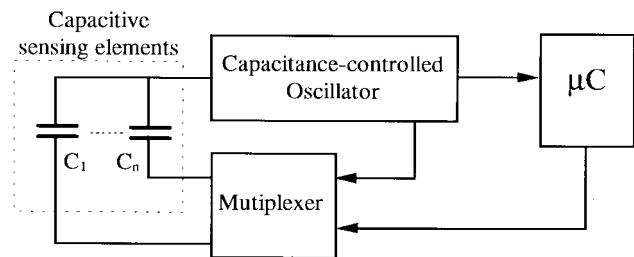 Capacitive
sensing elements
Capacitance-controlled
Oscillator
μC
C1
Cn
Mutiplexer